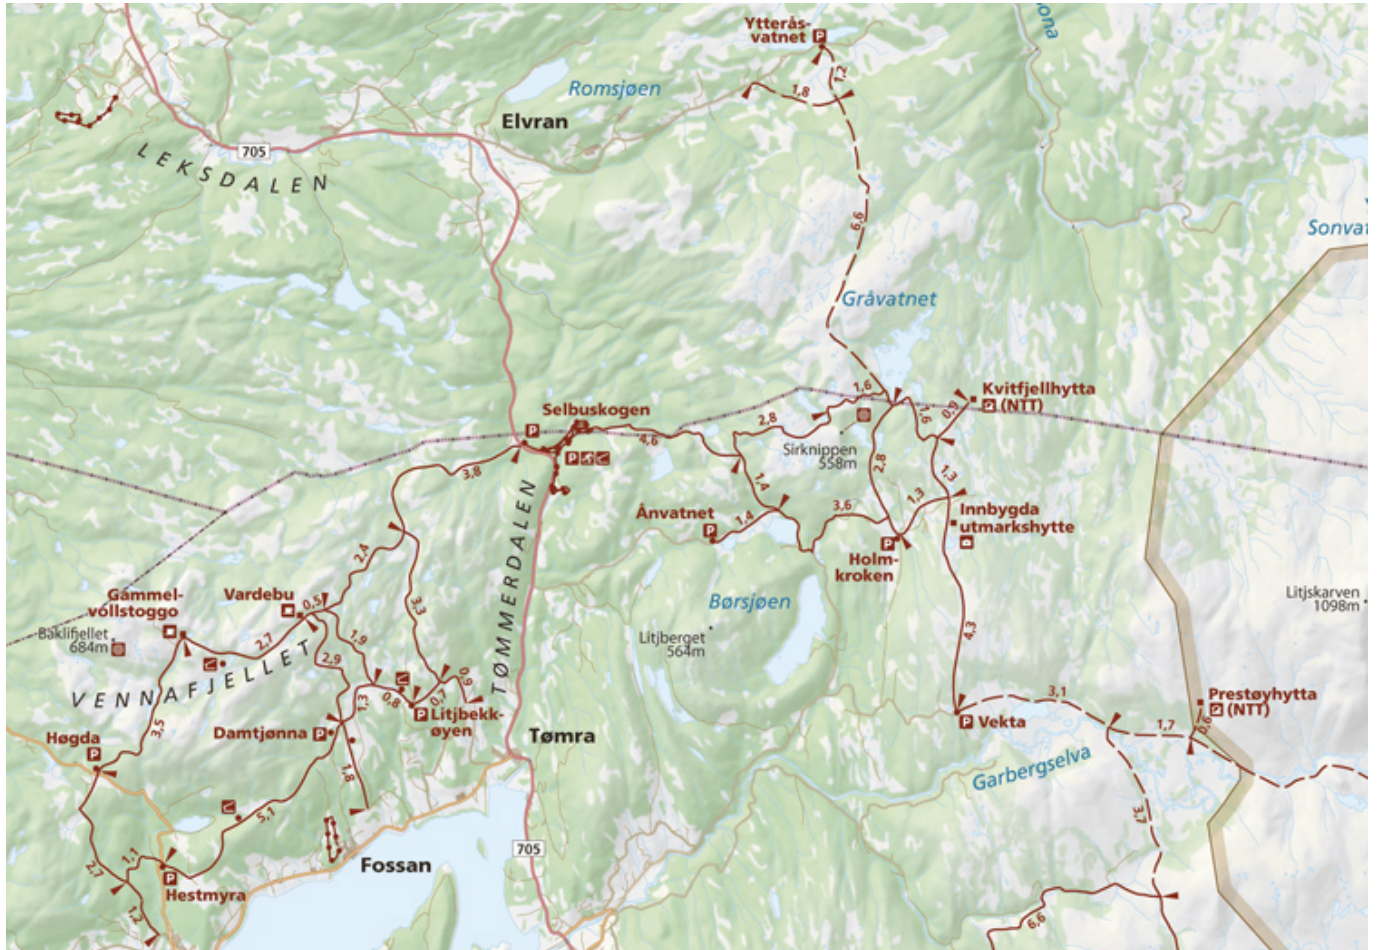 Ytterås-
vatnet
P
1,2
1,8
Romsjøen
Elvran
705
LEKSDALEN
6,6
Sonvat
Gråvatnet
Kvitfjellhytta
(NTT)
1,6
1,6
0,9
Selbuskogen
P
P
4,6
2,8
Sirknippen
558m
2,8
3,8
1,4
1,3
Ånvatnet
P
1,4
3,6
1,3
Innbygda
utmarkshytte
P
Holm-
kroken
TØMMERDALEN
2,4
3,3
Gammel-
vollstoggo
Vardebu
0,5
Børsjøen
Litjskarven
1098m
Baklifjellet
684m
2,7
1,9
2,9
Litjberget
564m
4,3
VENNAFJELLET
0,9
0,7
0,8
1,3
P
Litjbekk-
øyen
3,1
P
Vekta
Prestøyhytta
(NTT)
0,6
1,7
3,5
Høgda
P
Damtjønna
P
Tømra
Garbergselva
1,8
5,1
3,7
705
Fossan
1,1
2,7
P
Hestmyra
1,2
6,6